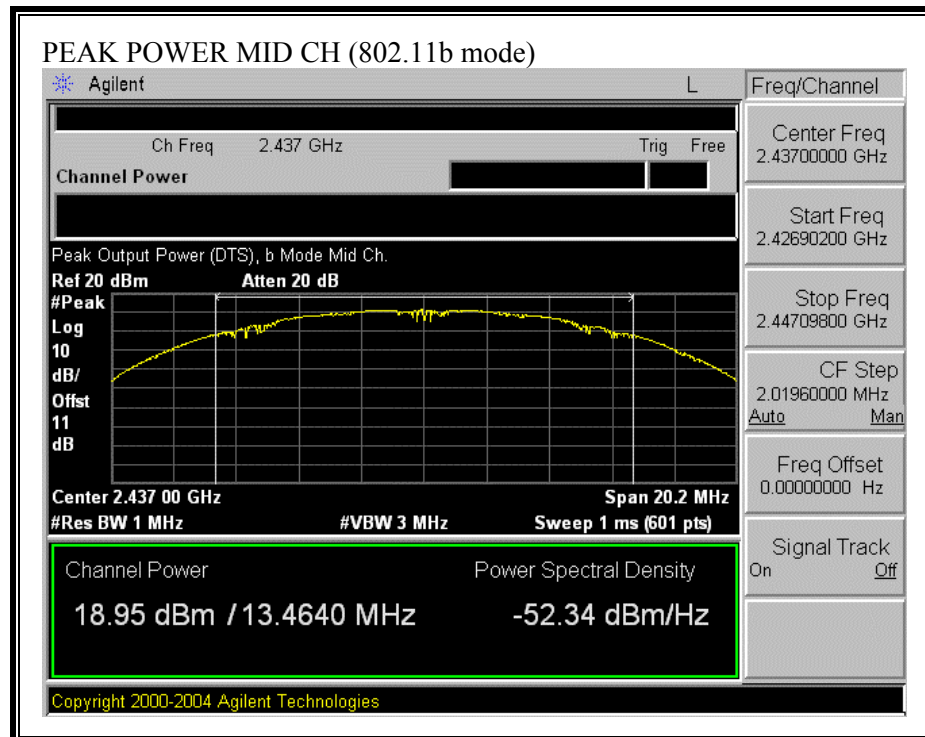 PEAK POWER MID CH (802.11b mode)
Agilent L Freq/Channel
Ch Freq 2.437 GHz Trig Free
Channel Power
Center Freq
2.43700000 GHz
Start Freq
2.42690200 GHz
Stop Freq
2.44709800 GHz
CF Step
2.01960000 MHz
Auto Man
Freq Offset
0.00000000 Hz
Signal Track
On Off
Peak Output Power (DTS), b Mode Mid Ch.
Ref 20 dBm Atten 20 dB
#Peak
Log
10
dB/
Offst
11
dB
Center 2.437 00 GHz Span 20.2 MHz
#Res BW 1 MHz #VBW 3 MHz Sweep 1 ms (601 pts)
Channel Power Power Spectral Density
18.95 dBm / 13.4640 MHz -52.34 dBm/Hz
Copyright 2000-2004 Agilent Technologies